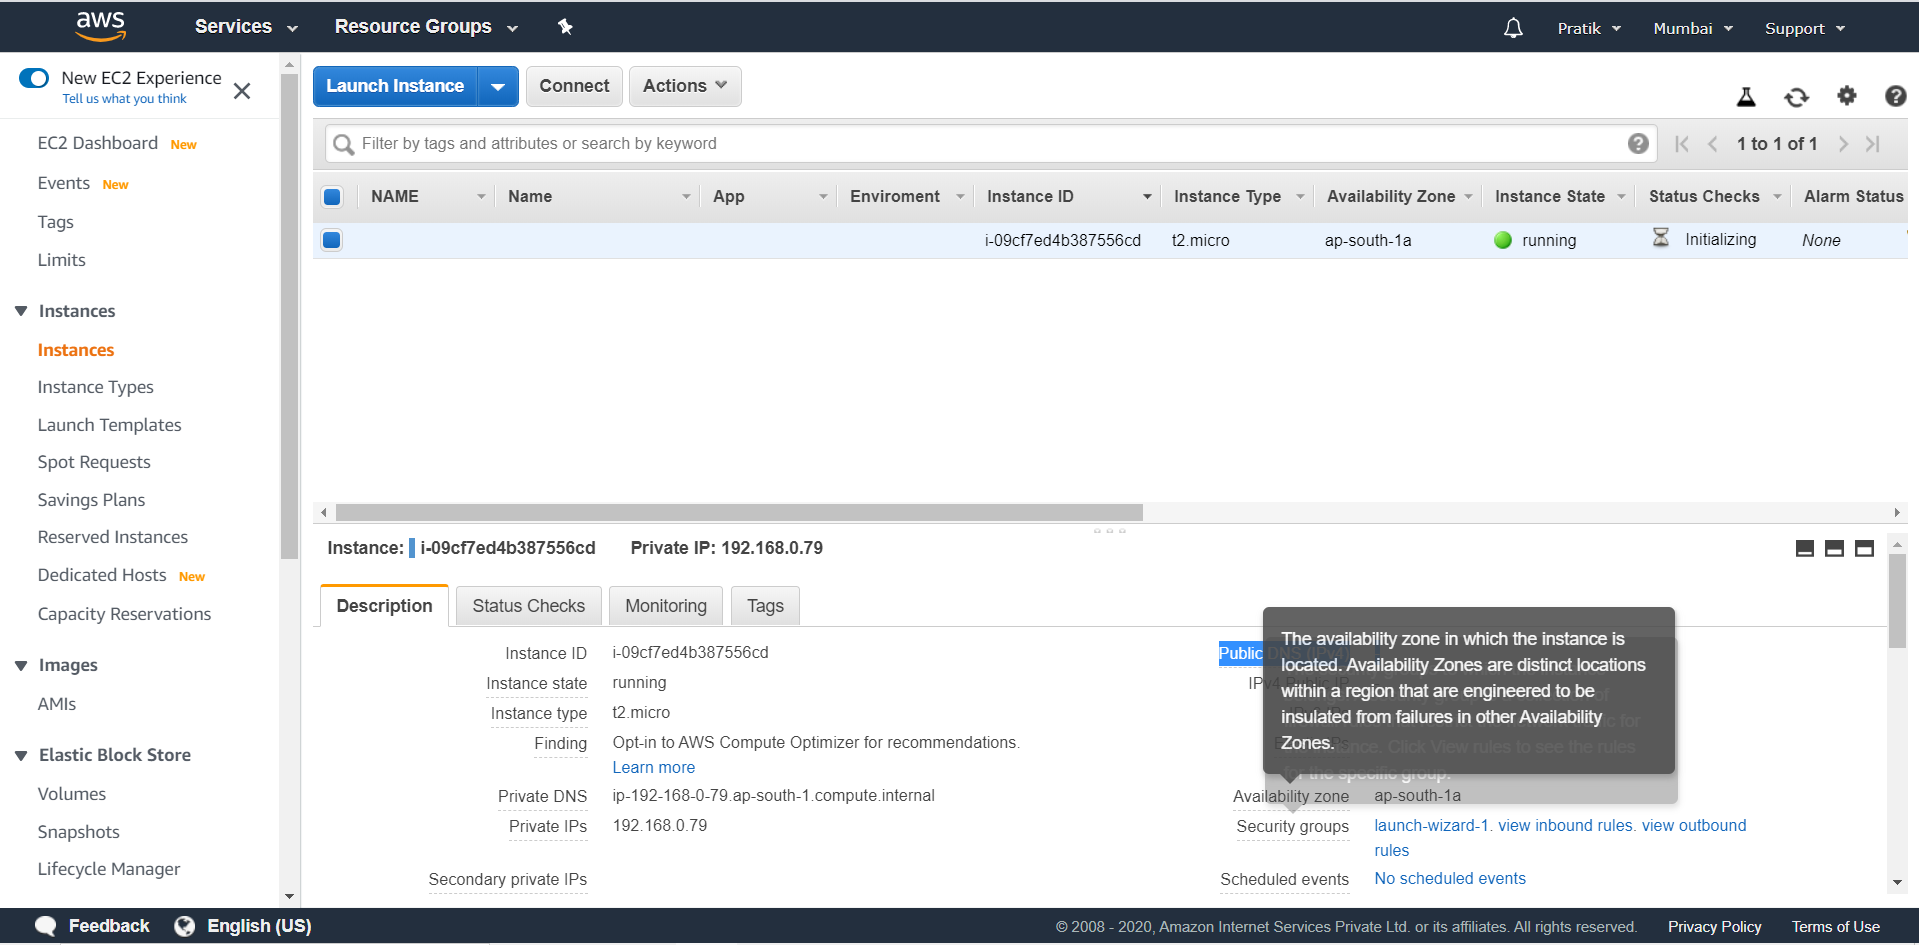 aws Services Resource Groups Pratik Mumbai Support
New EC2 Experience
Tell us what you think
EC2 Dashboard New
Events New
Tags
Limits
Instances
Instances
Instance Types
Launch Templates
Spot Requests
Savings Plans
Reserved Instances
Dedicated Hosts New
Capacity Reservations
Images
AMIs
Elastic Block Store
Volumes
Snapshots
Lifecycle Manager
Launch Instance Connect Actions
Filter by tags and attributes or search by keyword 1 to 1 of 1
NAME Name App Enviroment Instance ID Instance Type Availability Zone Instance State Status Checks Alarm Status
i-09cf7ed4b387556cd t2.micro ap-south-1a running Initializing None
Instance: i-09cf7ed4b387556cd Private IP: 192.168.0.79
Description Status Checks Monitoring Tags
Instance ID i-09cf7ed4b387556cd
Instance state running
Instance type t2.micro
Finding Opt-in to AWS Compute Optimizer for recommendations.
Learn more
Private DNS ip-192-168-0-79.ap-south-1.compute.internal
Private IPs 192.168.0.79
Secondary private IPs
Public DNS (IPv4)
IPv4 Public IP
The availability zone in which the instance is
located. Availability Zones are distinct locations
within a region that are engineered to be
insulated from failures in other Availability
Zones.
Click View rules to see the rules
for the specific group.
Availability zone ap-south-1a
Security groups launch-wizard-1. view inbound rules. view outbound
rules
Scheduled events No scheduled events
Feedback English (US) © 2008 - 2020, Amazon Internet Services Private Ltd. or its affiliates. All rights reserved. Privacy Policy Terms of Use